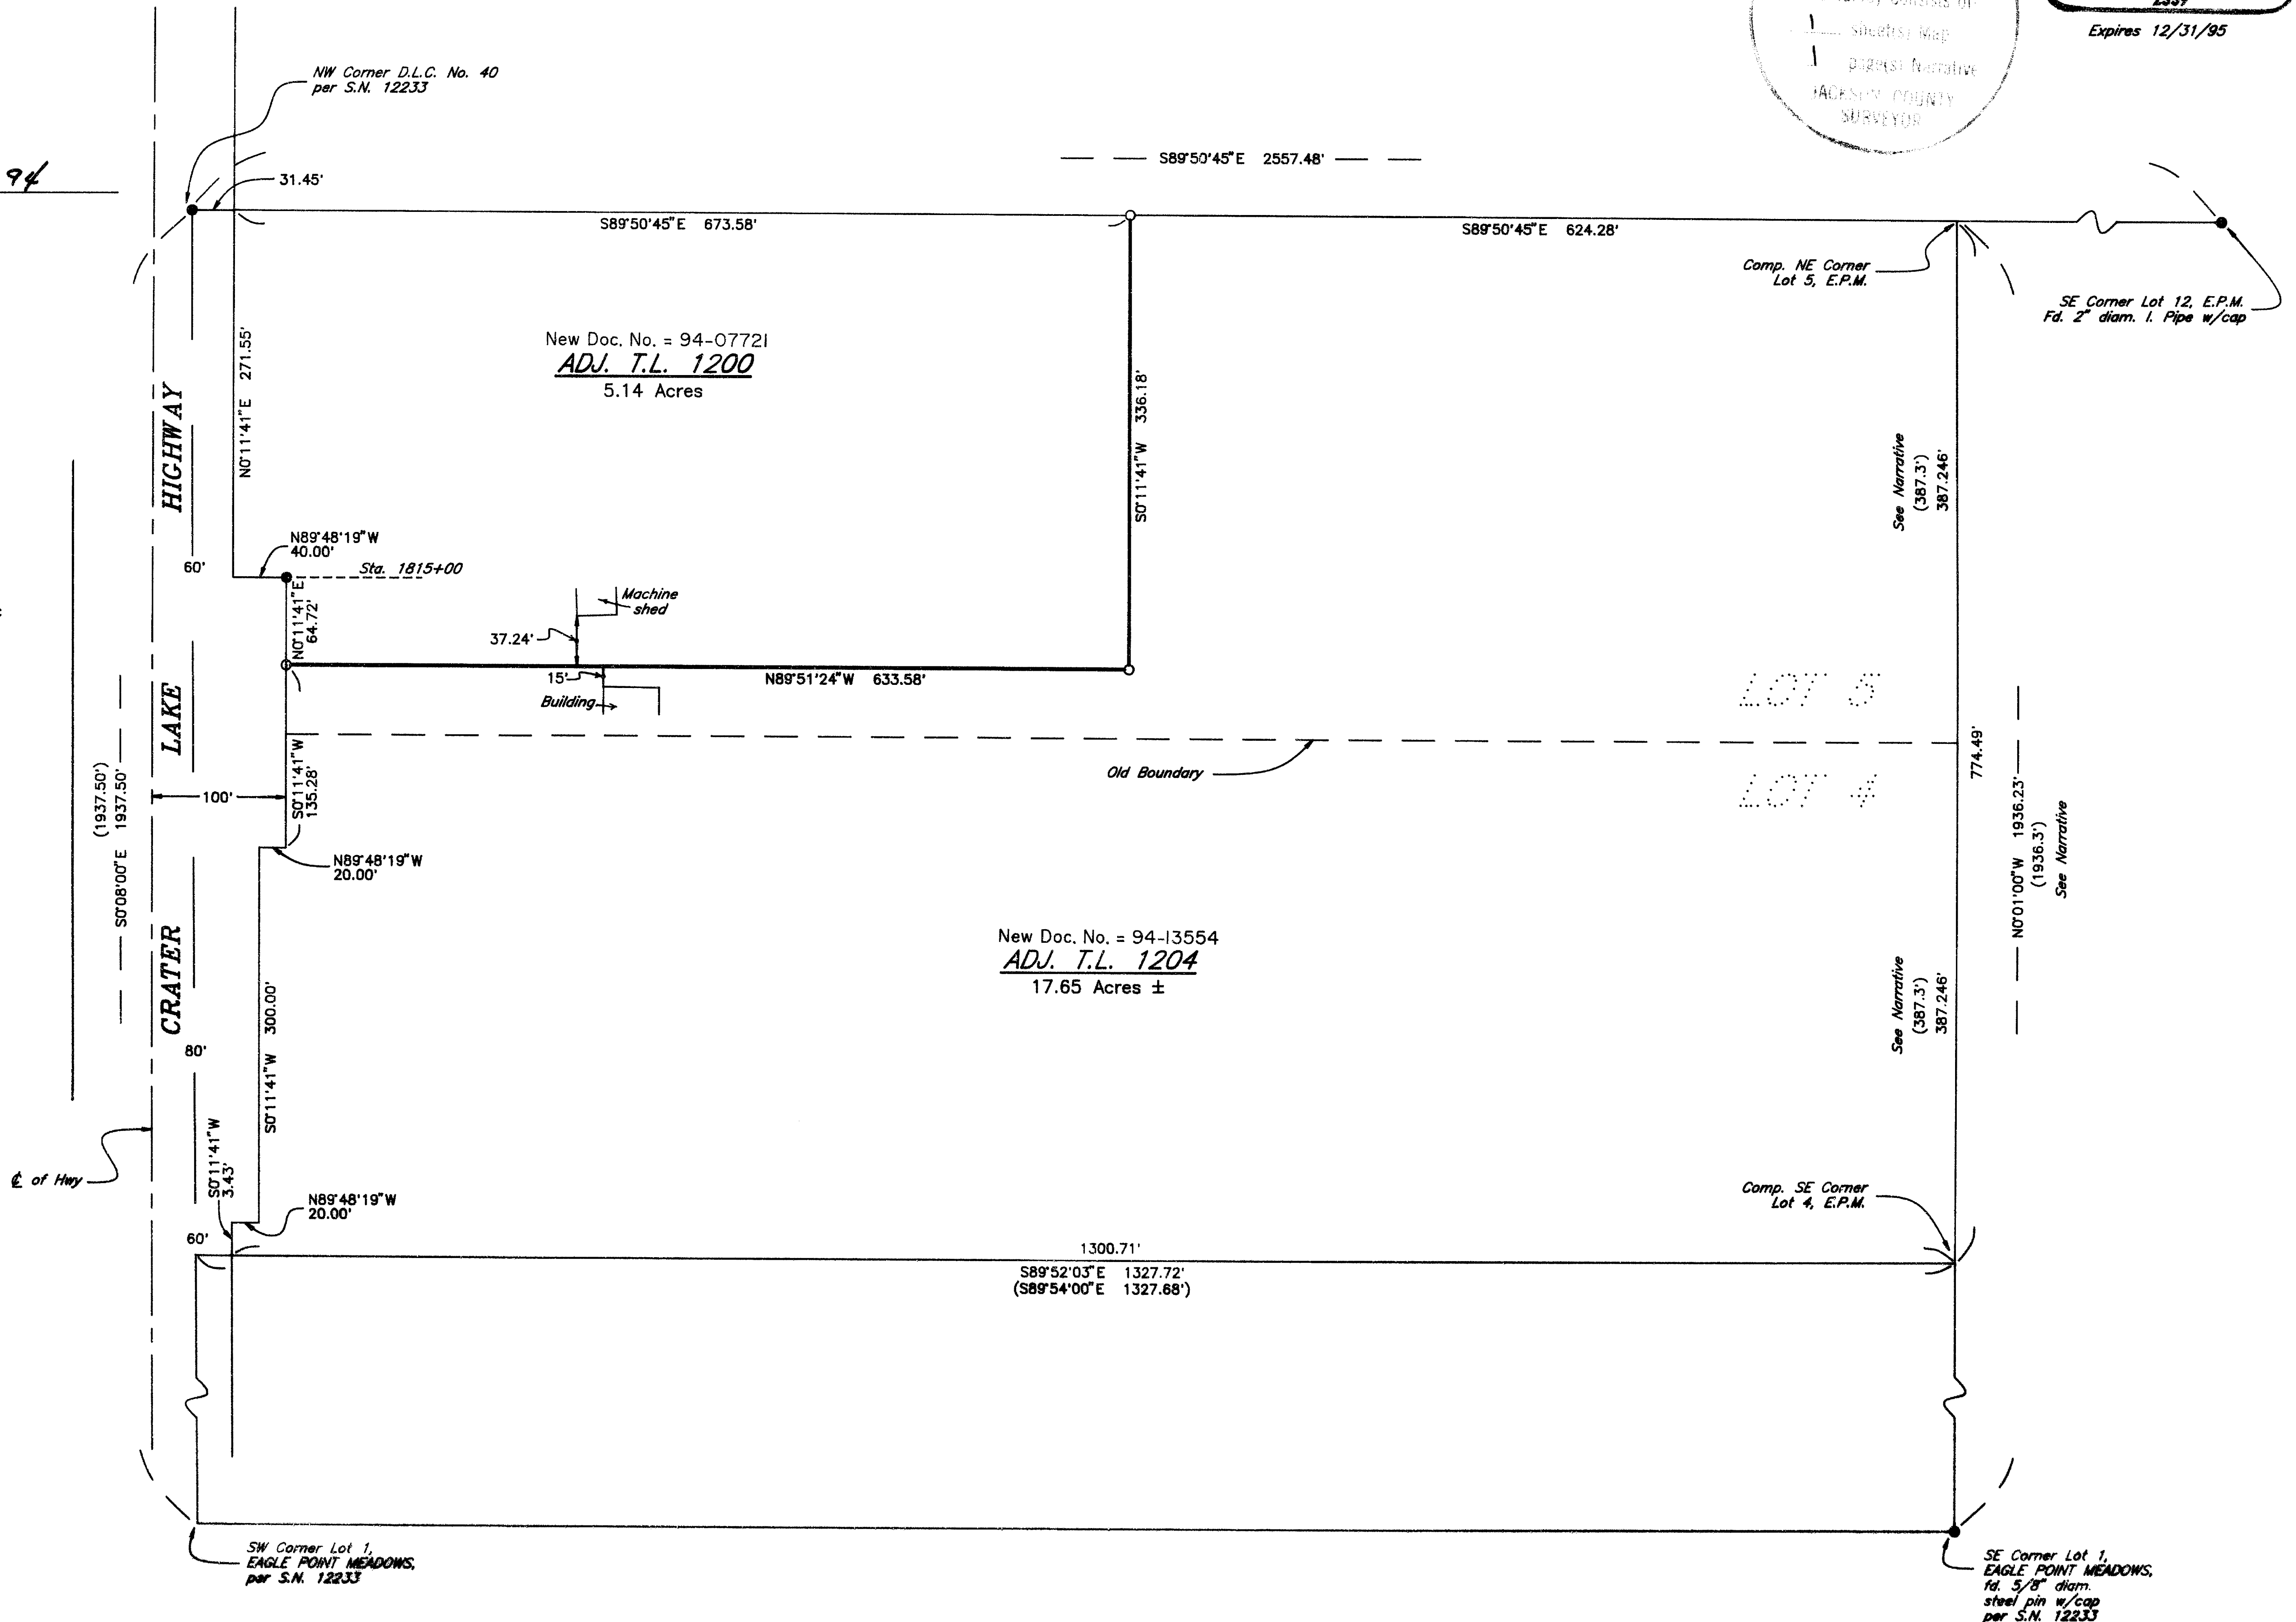 sheet(s) Map
page(s) Narrative
JACKSON COUNTY
SURVEYOR
2339
Expires 12/31/95
94
NW Corner D.L.C. No. 40
per S.N. 12233
31.45'
S89°50'45"E 2557.48'
S89°50'45"E 673.58'
S89°50'45"E 624.28'
Comp. NE Corner
Lot 5, E.P.M.
SE Corner Lot 12, E.P.M.
Fd. 2" diam. I. Pipe w/cap
New Doc. No. = 94-07721
ADJ. T.L. 1200
5.14 Acres
N0°11'41"E 271.55'
S0°11'41"W 336.18'
See Narrative
(387.3')
387.246'
CRATER LAKE HIGHWAY
60'
N89°48'19"W
40.00'
Sta. 1815+00
N0°11'41"E
64.72'
Machine
shed
37.24'
15'
Building
N89°51'24"W 633.58'
LOT 5
Old Boundary
LOT 4
774.49'
N0°01'00"W 1936.23'
(1936.3')
See Narrative
(1937.50')
S0°08'00"E 1937.50'
100'
S0°11'41"W
135.28'
N89°48'19"W
20.00'
New Doc. No. = 94-13554
ADJ. T.L. 1204
17.65 Acres ±
See Narrative
(387.3')
387.246'
S0°11'41"W 300.00'
80'
S0°11'41"W
3.43'
℄ of Hwy
N89°48'19"W
20.00'
60'
Comp. SE Corner
Lot 4, E.P.M.
1300.71'
S89°52'03"E 1327.72'
(S89°54'00"E 1327.68')
SW Corner Lot 1,
EAGLE POINT MEADOWS,
per S.N. 12233
SE Corner Lot 1,
EAGLE POINT MEADOWS,
fd. 5/8" diam.
steel pin w/cap
per S.N. 12233